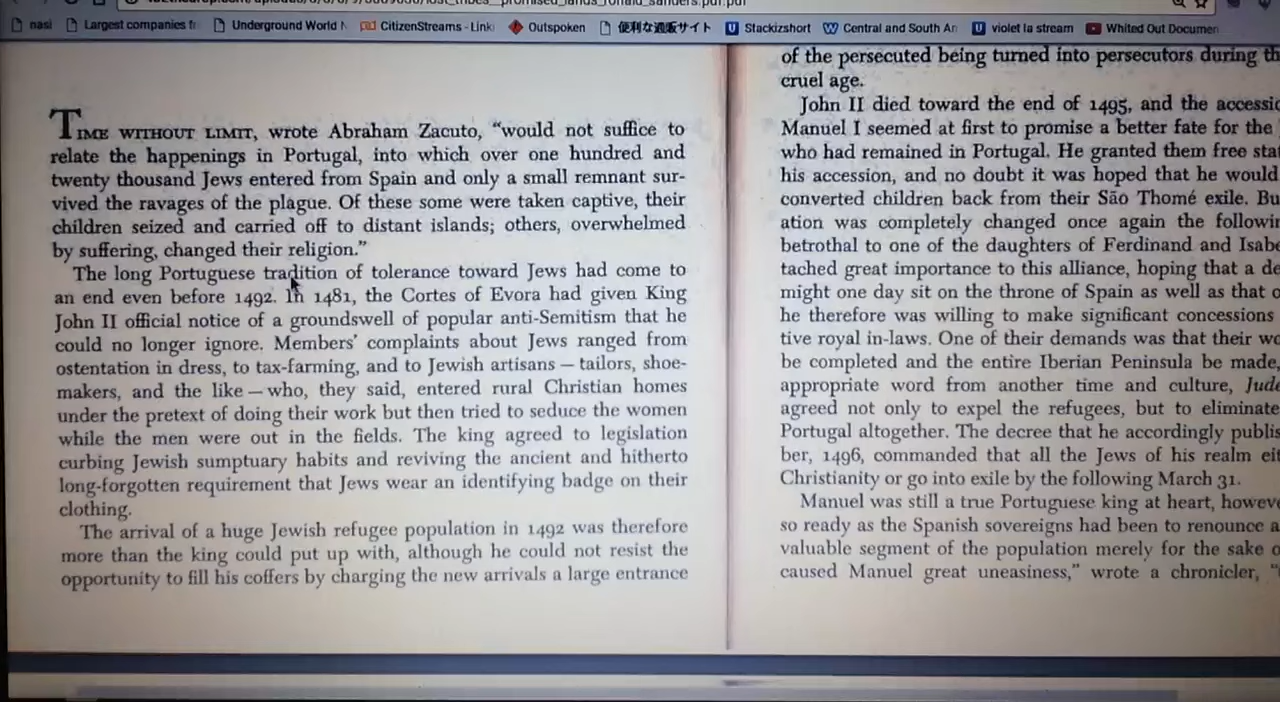 nasi
Largest companies fr
Underground World N
CitizenStreams - Linki
Outspoken
便利な通販サイト
Stackizshort
Central and South An
violet la stream
Whited Out Documen
TIME WITHOUT LIMIT, wrote Abraham Zacuto, “would not suffice to
relate the happenings in Portugal, into which over one hundred and
twenty thousand Jews entered from Spain and only a small remnant sur-
vived the ravages of the plague. Of these some were taken captive, their
children seized and carried off to distant islands; others, overwhelmed
by suffering, changed their religion.”
The long Portuguese tradition of tolerance toward Jews had come to
an end even before 1492. In 1481, the Cortes of Evora had given King
John II official notice of a groundswell of popular anti-Semitism that he
could no longer ignore. Members’ complaints about Jews ranged from
ostentation in dress, to tax-farming, and to Jewish artisans — tailors, shoe-
makers, and the like — who, they said, entered rural Christian homes
under the pretext of doing their work but then tried to seduce the women
while the men were out in the fields. The king agreed to legislation
curbing Jewish sumptuary habits and reviving the ancient and hitherto
long-forgotten requirement that Jews wear an identifying badge on their
clothing.
The arrival of a huge Jewish refugee population in 1492 was therefore
more than the king could put up with, although he could not resist the
opportunity to fill his coffers by charging the new arrivals a large entrance
of the persecuted being turned into persecutors during th
cruel age.
John II died toward the end of 1495, and the accessic
Manuel I seemed at first to promise a better fate for the
who had remained in Portugal. He granted them free stat
his accession, and no doubt it was hoped that he would
converted children back from their São Thomé exile. Bu
ation was completely changed once again the followin
betrothal to one of the daughters of Ferdinand and Isabe
tached great importance to this alliance, hoping that a de
might one day sit on the throne of Spain as well as that o
he therefore was willing to make significant concessions
tive royal in-laws. One of their demands was that their wo
be completed and the entire Iberian Peninsula be made,
appropriate word from another time and culture, Jude
agreed not only to expel the refugees, but to eliminate
Portugal altogether. The decree that he accordingly publis
ber, 1496, commanded that all the Jews of his realm eit
Christianity or go into exile by the following March 31.
Manuel was still a true Portuguese king at heart, howeve
so ready as the Spanish sovereigns had been to renounce a
valuable segment of the population merely for the sake o
caused Manuel great uneasiness,” wrote a chronicler, “